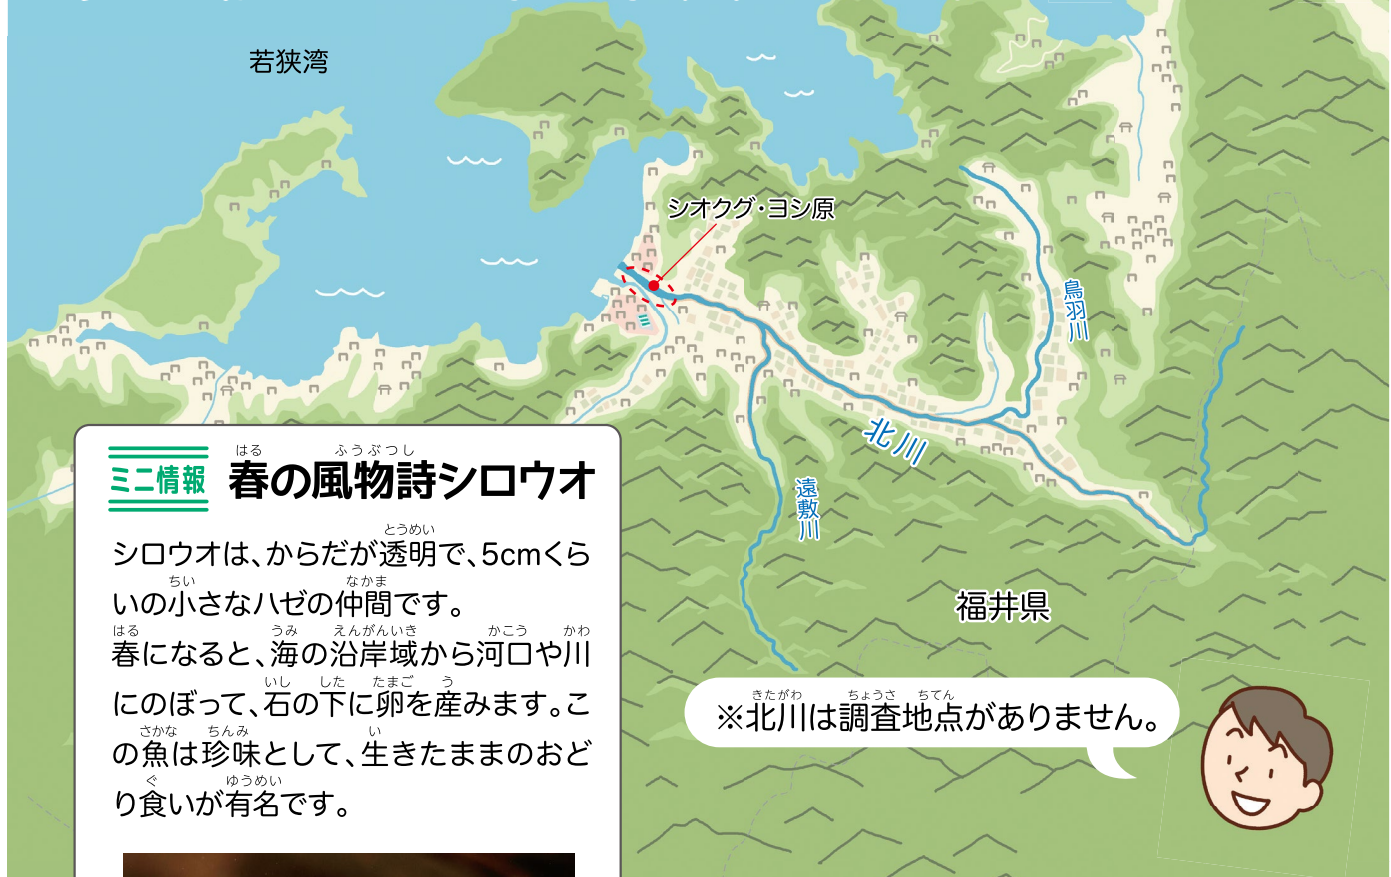 若狭湾
シオクグ・ヨシ原
鳥羽川
北川
遠敷川
福井県
※北川は調査地点がありません。
きたがわ ちょうさ ちてん
ミニ情報
春の風物詩シロウオ
はる ふうぶつし
シロウオは、からだが透明で、5cmくら
とうめい
いの小さなハゼの仲間です。
ちい なかま
春になると、海の沿岸域から河口や川
はる うみ えんがんいき かこう かわ
にのぼって、石の下に卵を産みます。こ
いし した たまご う
の魚は珍味として、生きたままのおど
さかな ちんみ い
り食いが有名です。
ぐ ゆうめい